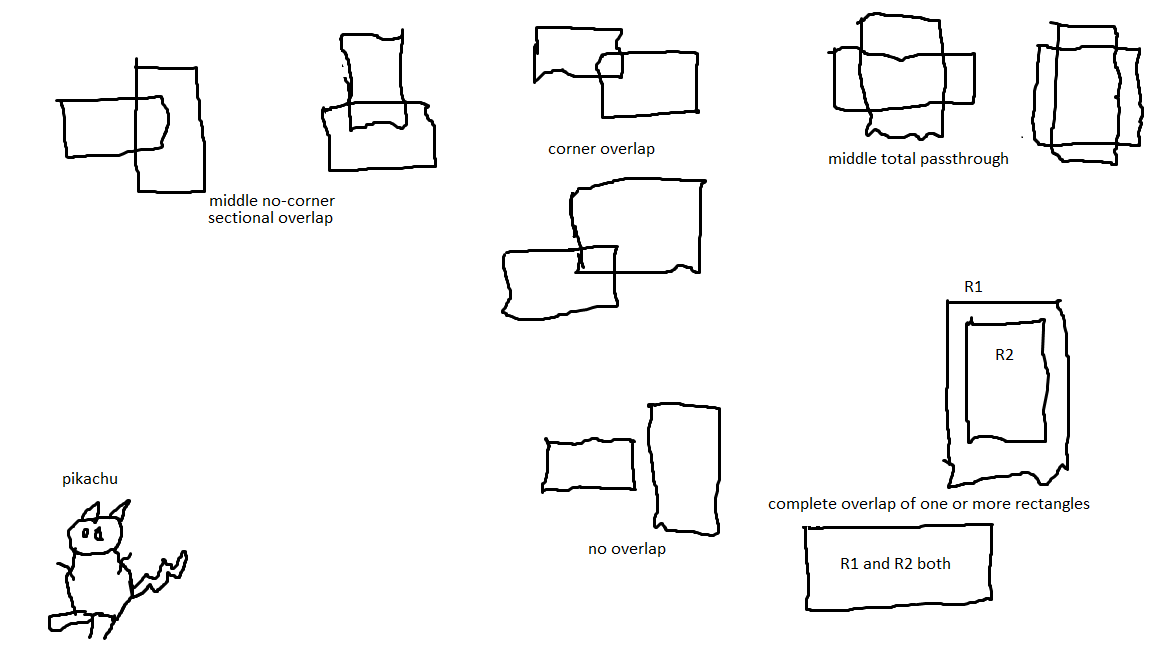 corner overlap
middle total passthrough
middle no-corner
sectional overlap
R1
R2
pikachu
complete overlap of one or more rectangles
no overlap
R1 and R2 both